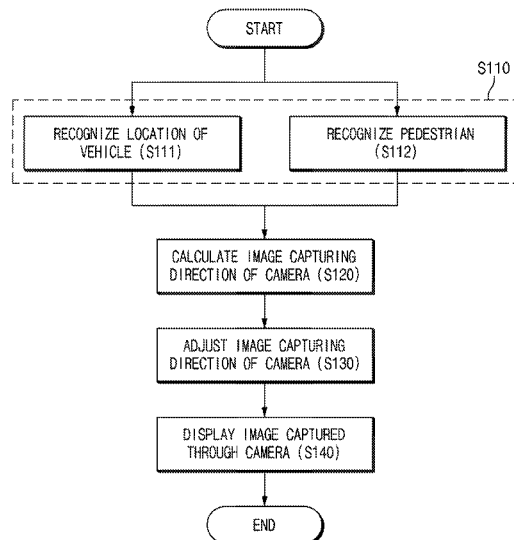 START
S110
RECOGNIZE LOCATION OF
VEHICLE (S111)
RECOGNIZE PEDESTRIAN
(S112)
CALCULATE IMAGE CAPTURING
DIRECTION OF CAMERA (S120)
ADJUST IMAGE CAPTURING
DIRECTION OF CAMERA (S130)
DISPLAY IMAGE CAPTURED
THROUGH CAMERA (S140)
END